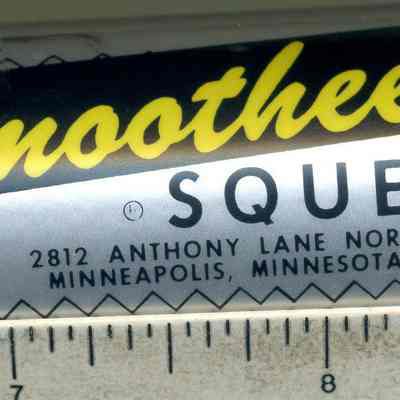 moothee
SQUE
2812 ANTHONY LANE NOR
MINNEAPOLIS, MINNESOTA
7 8